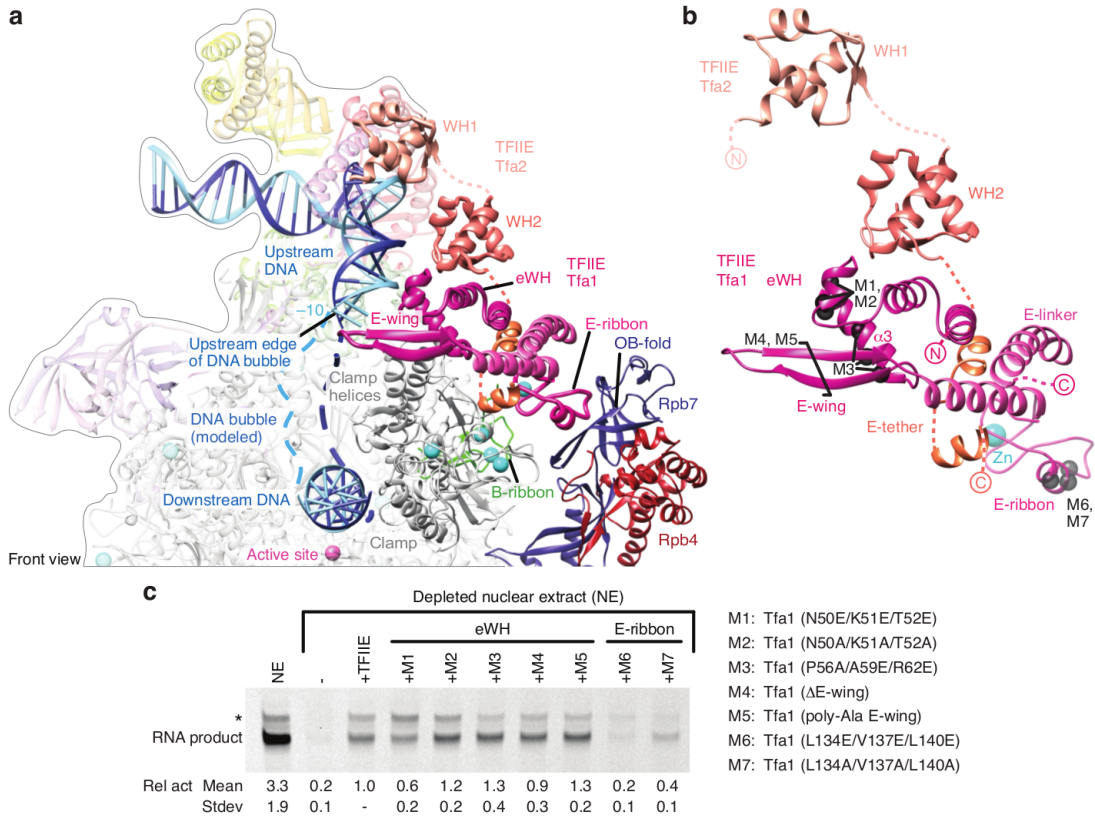 a
WH1
TFIIE
Tfa2
WH2
Upstream
DNA
TFIIE
Tfa1
eWH
−10
E-wing
E-ribbon
Upstream edge
of DNA bubble
OB-fold
Clamp
helices
Rpb7
DNA bubble
(modeled)
Downstream DNA
B-ribbon
Clamp
Rpb4
Active site
Front view
b
WH1
TFIIE
Tfa2
N
WH2
TFIIE
Tfa1 eWH
M1,
M2
E-linker
α3
M4, M5
N
M3
C
E-wing
E-tether
Zn
C
E-ribbon
M6,
M7
c
Depleted nuclear extract (NE)
eWH
E-ribbon
NE
-
+TFIIE
+M1
+M2
+M3
+M4
+M5
+M6
+M7
*
RNA product
Rel act Mean 3.3 0.2 1.0 0.6 1.2 1.3 0.9 1.3 0.2 0.4
Stdev 1.9 0.1 - 0.2 0.2 0.4 0.3 0.2 0.1 0.1
M1: Tfa1 (N50E/K51E/T52E)
M2: Tfa1 (N50A/K51A/T52A)
M3: Tfa1 (P56A/A59E/R62E)
M4: Tfa1 (ΔE-wing)
M5: Tfa1 (poly-Ala E-wing)
M6: Tfa1 (L134E/V137E/L140E)
M7: Tfa1 (L134A/V137A/L140A)